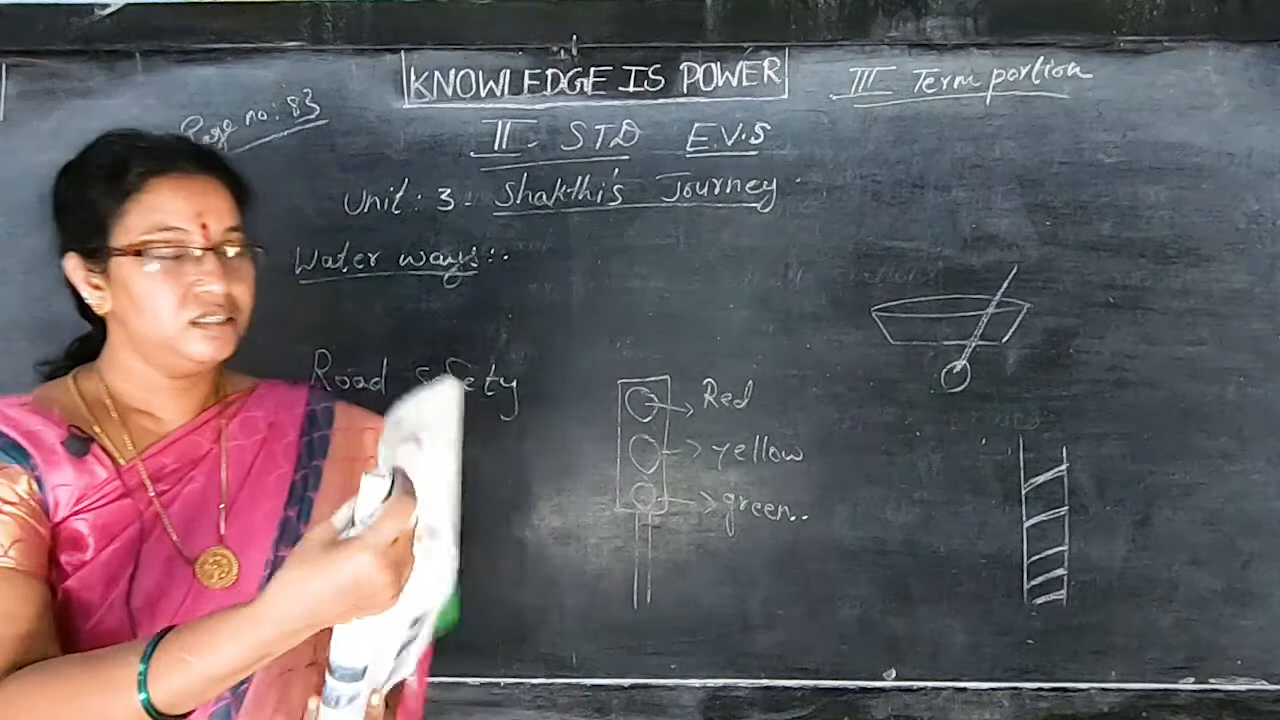 KNOWLEDGE IS POWER
III Term portion
Page no: 83
II - STD E.V.S
Unit : 3. Shakthi's Journey.
Water ways:.
Road safety
Red
yellow
green..